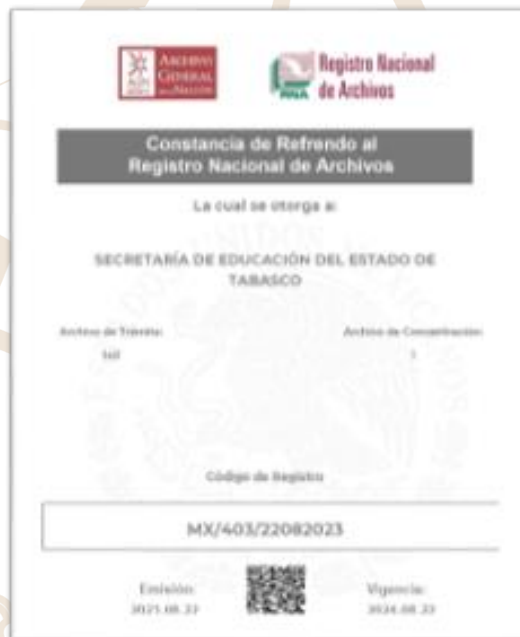 ARCHIVO
GENERAL
DE LA NACIÓN
Registro Nacional
de Archivos
RNA
Constancia de Refrendo al
Registro Nacional de Archivos
La cual se otorga a:
SECRETARÍA DE EDUCACIÓN DEL ESTADO DE
TABASCO
Archivo de Trámite: Archivo de Concentración:
1
Código de Registro
MX/403/22082023
Emisión: Vigencia: